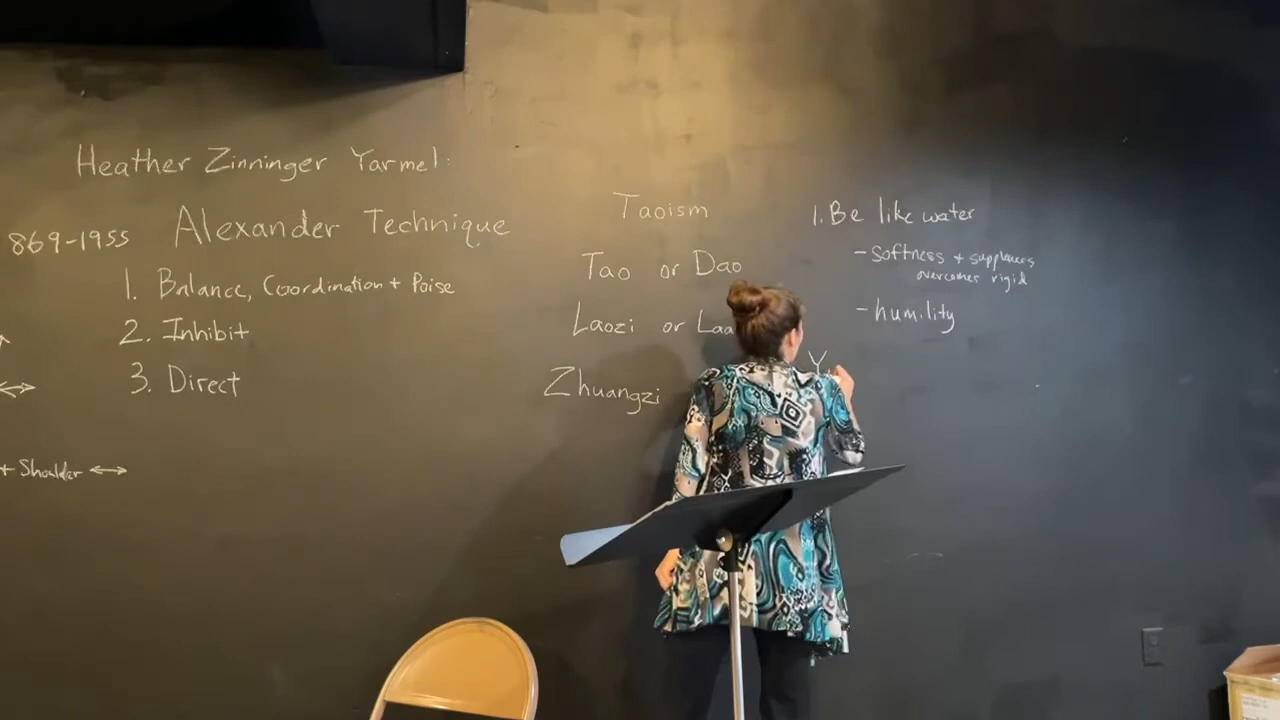 Heather Zinninger Yarmel:
869-1955 Alexander Technique
1. Balance, Coordination + Poise
2. Inhibit
3. Direct
+ Shoulder ↔
Taoism
Tao or Dao
Laozi or Lao
Zhuangzi
1. Be like water
- softness + suppleness
overcomes rigid
- humility
Y